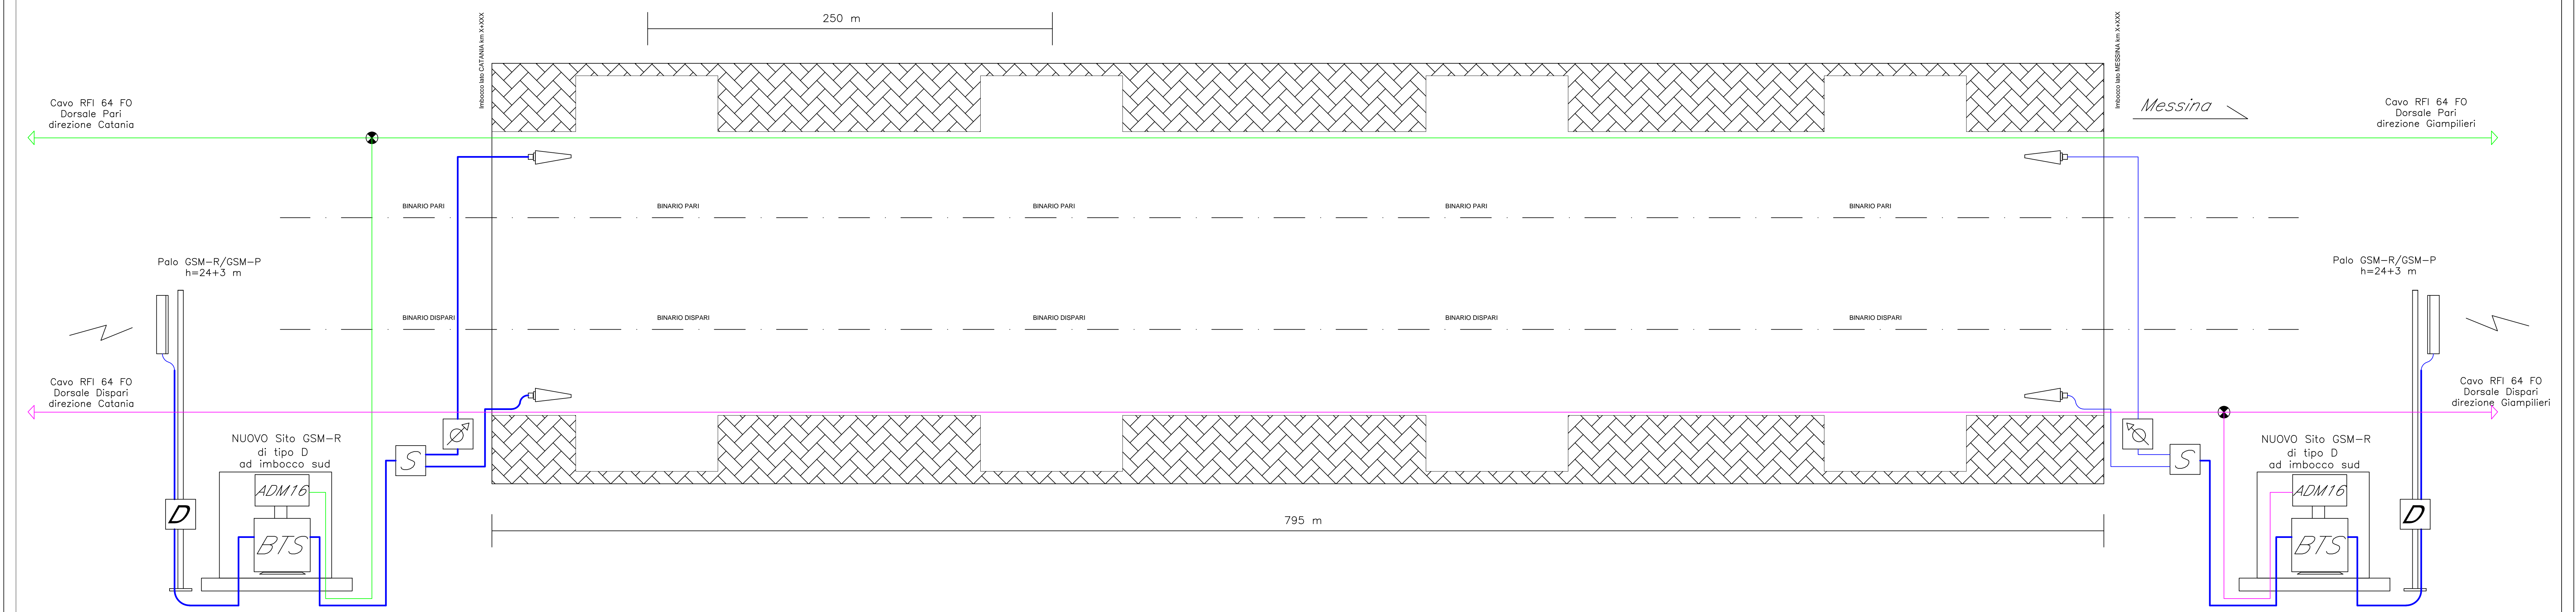 250 m
Imbocco lato CATANIA km X+XXX
Imbocco lato MESSINA km X+XXX
Cavo RFI 64 FO
Dorsale Pari
direzione Catania
Messina
Cavo RFI 64 FO
Dorsale Pari
direzione Giampilieri
BINARIO PARI
BINARIO PARI
BINARIO PARI
BINARIO PARI
BINARIO PARI
Palo GSM-R/GSM-P
h=24+3 m
Palo GSM-R/GSM-P
h=24+3 m
BINARIO DISPARI
BINARIO DISPARI
BINARIO DISPARI
BINARIO DISPARI
BINARIO DISPARI
Cavo RFI 64 FO
Dorsale Dispari
direzione Catania
Cavo RFI 64 FO
Dorsale Dispari
direzione Giampilieri
NUOVO Sito GSM-R
di tipo D
ad imbocco sud
S
S
NUOVO Sito GSM-R
di tipo D
ad imbocco sud
ADM16
D
BTS
795 m
ADM16
D
BTS